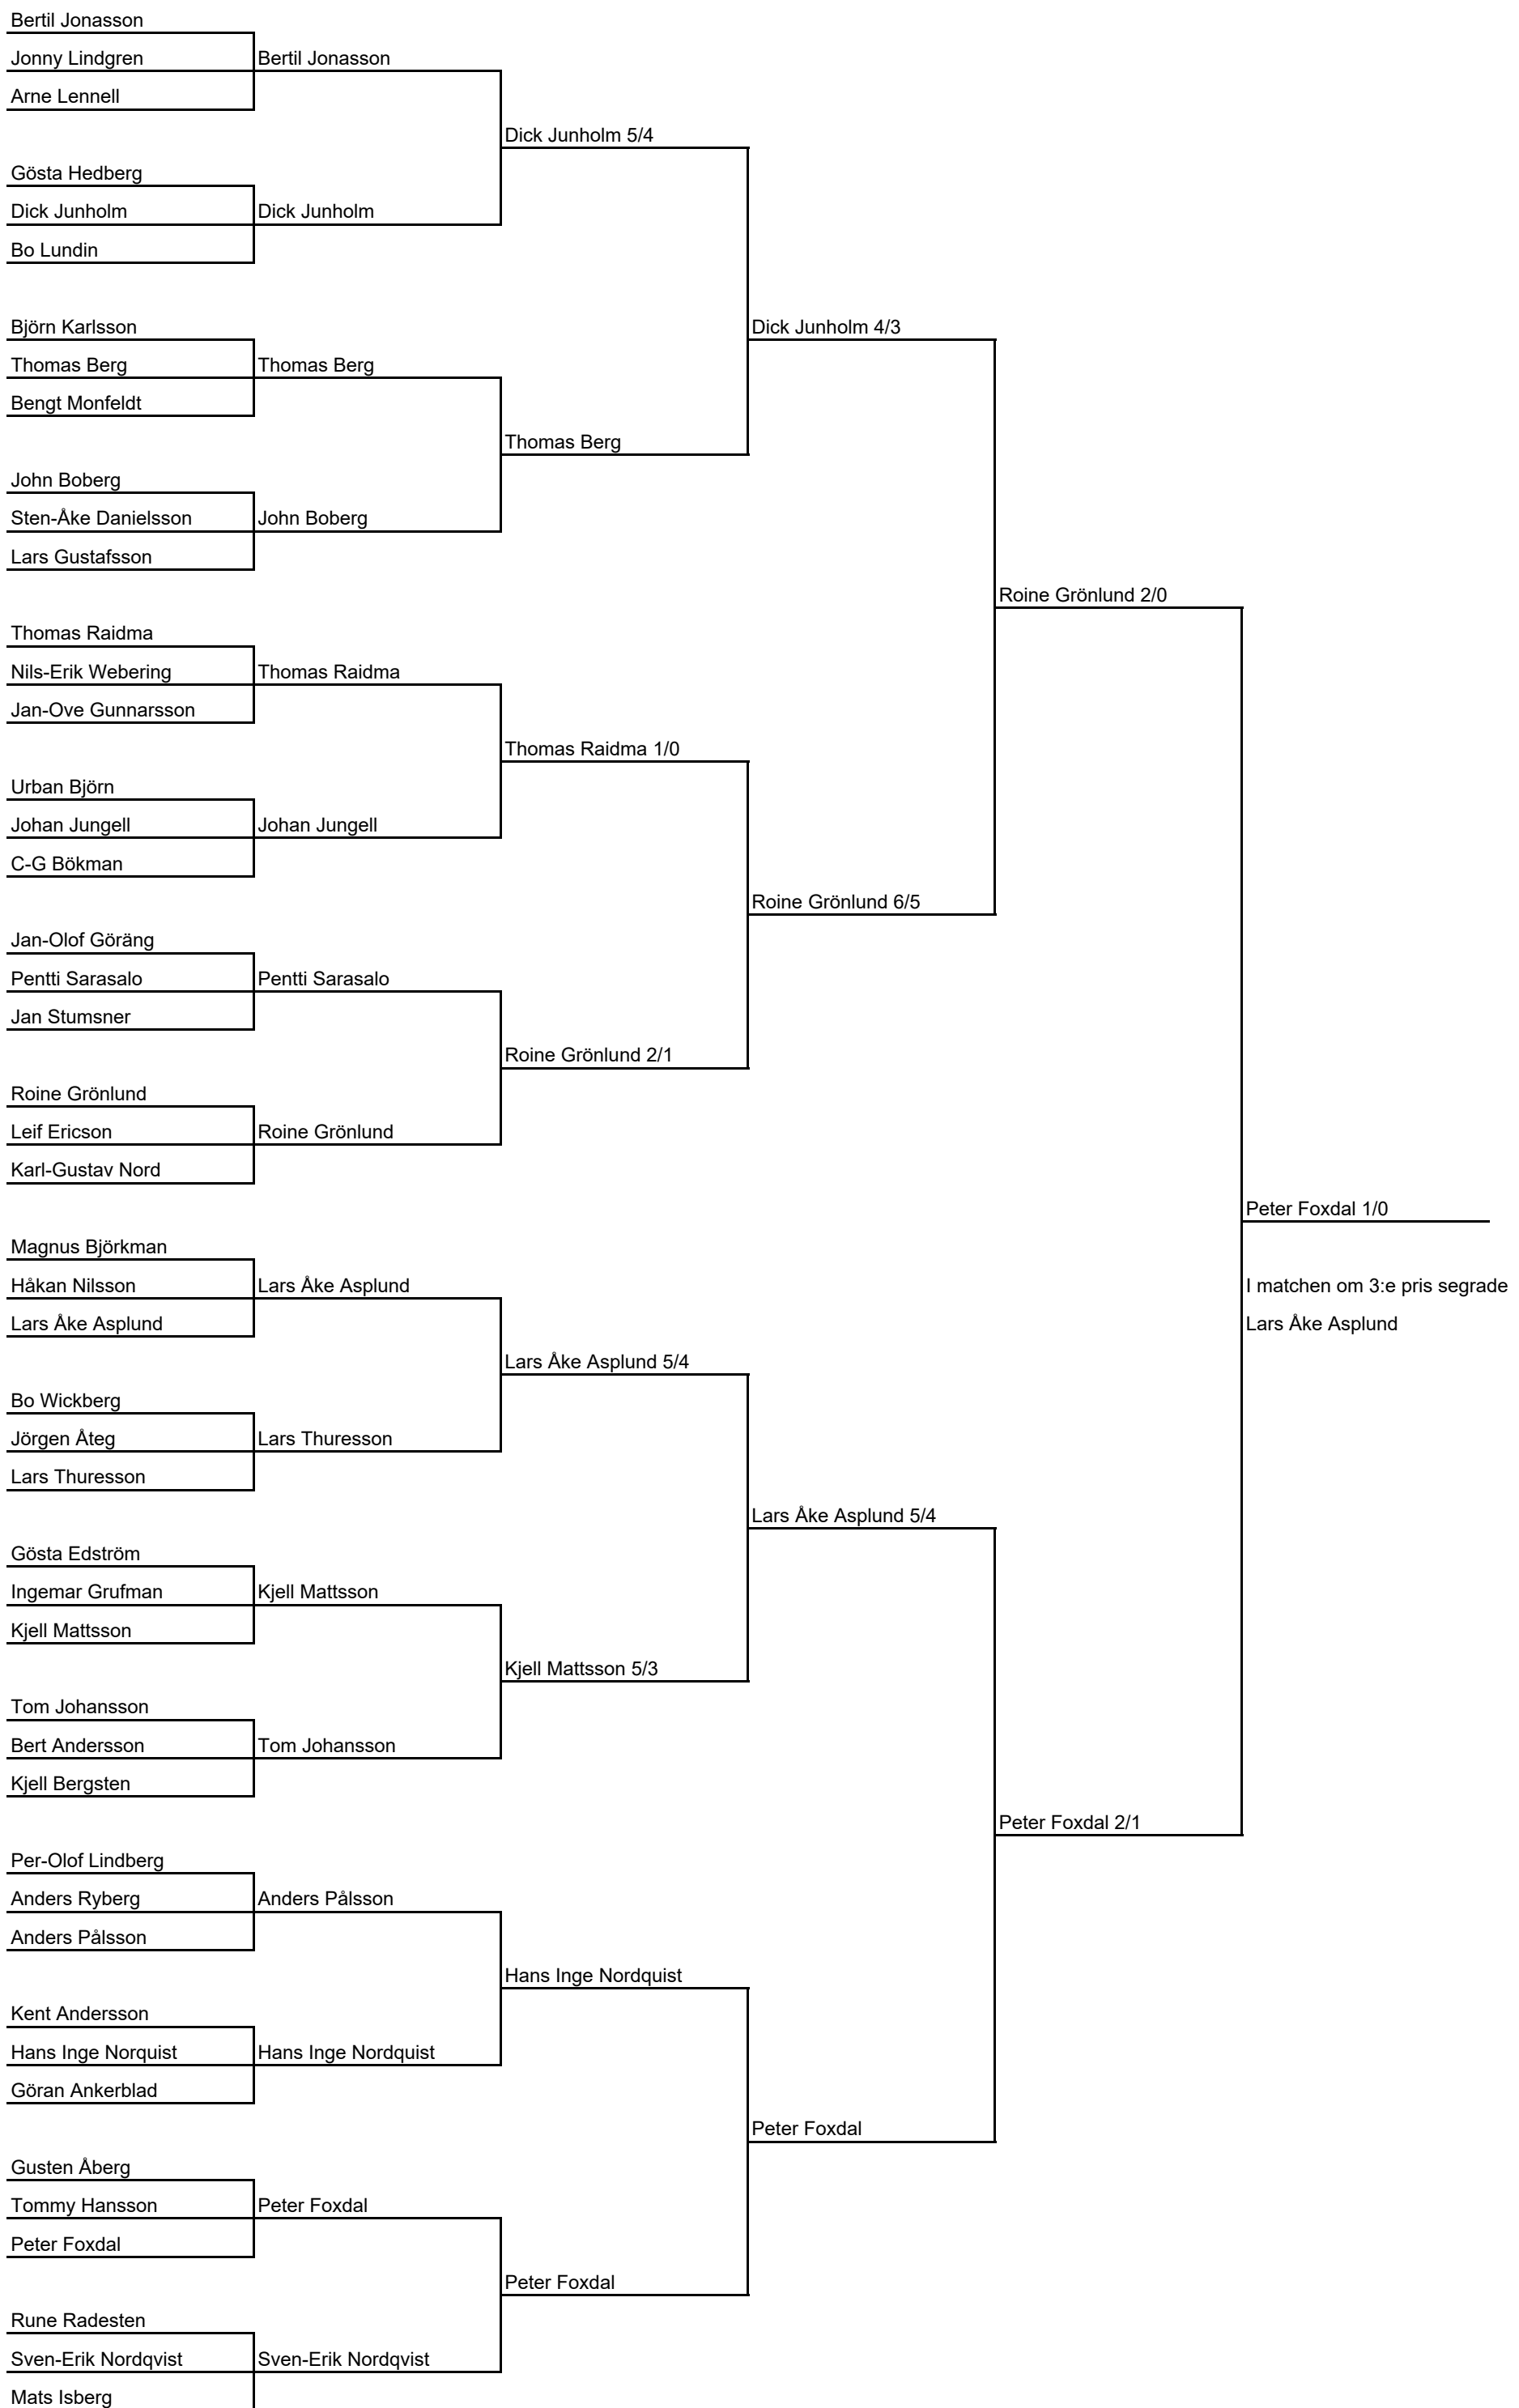 Bertil Jonasson
Jonny Lindgren
Bertil Jonasson
Arne Lennell
Dick Junholm 5/4
Gösta Hedberg
Dick Junholm
Dick Junholm
Bo Lundin
Björn Karlsson
Dick Junholm 4/3
Thomas Berg
Thomas Berg
Bengt Monfeldt
Thomas Berg
John Boberg
Sten-Åke Danielsson
John Boberg
Lars Gustafsson
Roine Grönlund 2/0
Thomas Raidma
Nils-Erik Webering
Thomas Raidma
Jan-Ove Gunnarsson
Thomas Raidma 1/0
Urban Björn
Johan Jungell
Johan Jungell
C-G Bökman
Roine Grönlund 6/5
Jan-Olof Göräng
Pentti Sarasalo
Pentti Sarasalo
Jan Stumsner
Roine Grönlund 2/1
Roine Grönlund
Leif Ericson
Roine Grönlund
Karl-Gustav Nord
Peter Foxdal 1/0
Magnus Björkman
Håkan Nilsson
Lars Åke Asplund
I matchen om 3:e pris segrade
Lars Åke Asplund
Lars Åke Asplund
Lars Åke Asplund 5/4
Bo Wickberg
Jörgen Åteg
Lars Thuresson
Lars Thuresson
Lars Åke Asplund 5/4
Gösta Edström
Ingemar Grufman
Kjell Mattsson
Kjell Mattsson
Kjell Mattsson 5/3
Tom Johansson
Bert Andersson
Tom Johansson
Kjell Bergsten
Peter Foxdal 2/1
Per-Olof Lindberg
Anders Ryberg
Anders Pålsson
Anders Pålsson
Hans Inge Nordquist
Kent Andersson
Hans Inge Norquist
Hans Inge Nordquist
Göran Ankerblad
Peter Foxdal
Gusten Åberg
Tommy Hansson
Peter Foxdal
Peter Foxdal
Peter Foxdal
Rune Radesten
Sven-Erik Nordqvist
Sven-Erik Nordqvist
Mats Isberg